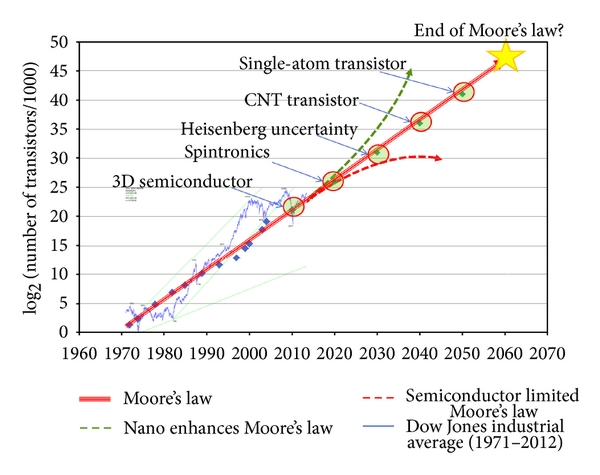 End of Moore's law?
50
45
40
35
30
25
20
15
10
5
0
log2 (number of transistors/1000)
Single-atom transistor
CNT transistor
Heisenberg uncertainty
Spintronics
3D semiconductor
1960 1970 1980 1990 2000 2010 2020 2030 2040 2050 2060 2070
Moore's law
Nano enhances Moore's law
Semiconductor limited
Moore's law
Dow Jones industrial
average (1971–2012)